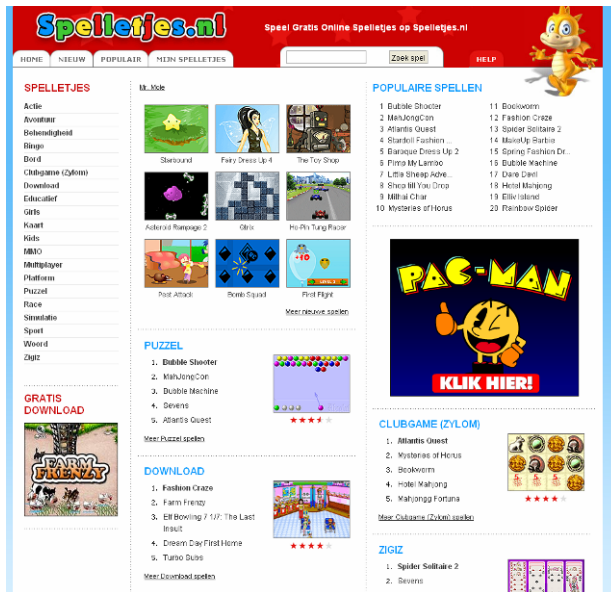 Spelletjes.nl
Speel Gratis Online Spelletjes op Spelletjes.nl
HOME NIEUW POPULAIR MIJN SPELLETJES
Zoek spel
HELP
SPELLETJES
Actie
Avontuur
Behendigheid
Bingo
Bord
Clubgame (Zylom)
Download
Educatief
Girls
Kaart
Kids
MMO
Multiplayer
Platform
Puzzel
Race
Simulatie
Sport
Woord
Zigiz
GRATIS
DOWNLOAD
FARM
FRENZY
Mr. Mole
Starbound Fairy Dress Up 4 The Toy Shop
Asteroid Rampage 2 Qtrix Ho-Pin Tung Racer
+10
Pest Attack Bomb Squad First Flight
Meer nieuwe spellen
PUZZEL
1. Bubble Shooter
2. MahJongCon
3. Bubble Machine
4. Sevens
5. Atlantis Quest
Meer Puzzel spellen
DOWNLOAD
1. Fashion Craze
2. Farm Frenzy
3. Elf Bowling 7 1/7: The Last
Insult
4. Dream Day First Home
5. Turbo Subs
Meer Download spellen
POPULAIRE SPELLEN
1 Bubble Shooter
2 MahJongCon
3 Atlantis Quest
4 Stardoll Fashion ...
5 Baroque Dress Up 2
6 Pimp My Lambo
7 Little Sheep Adve...
8 Shop till You Drop
9 Mithai Char
10 Mysteries of Horus
11 Bookworm
12 Fashion Craze
13 Spider Solitaire 2
14 MakeUp Barbie
15 Spring Fashion Dr...
16 Bubble Machine
17 Dare Devil
18 Hotel Mahjong
19 Elliv Island
20 Rainbow Spider
PAC-MAN
KLIK HIER!
CLUBGAME (ZYLOM)
1. Atlantis Quest
2. Mysteries of Horus
3. Bookworm
4. Hotel Mahjong
5. Mahjongg Fortuna
Meer Clubgame (Zylom) spellen
ZIGIZ
1. Spider Solitaire 2
2. Sevens